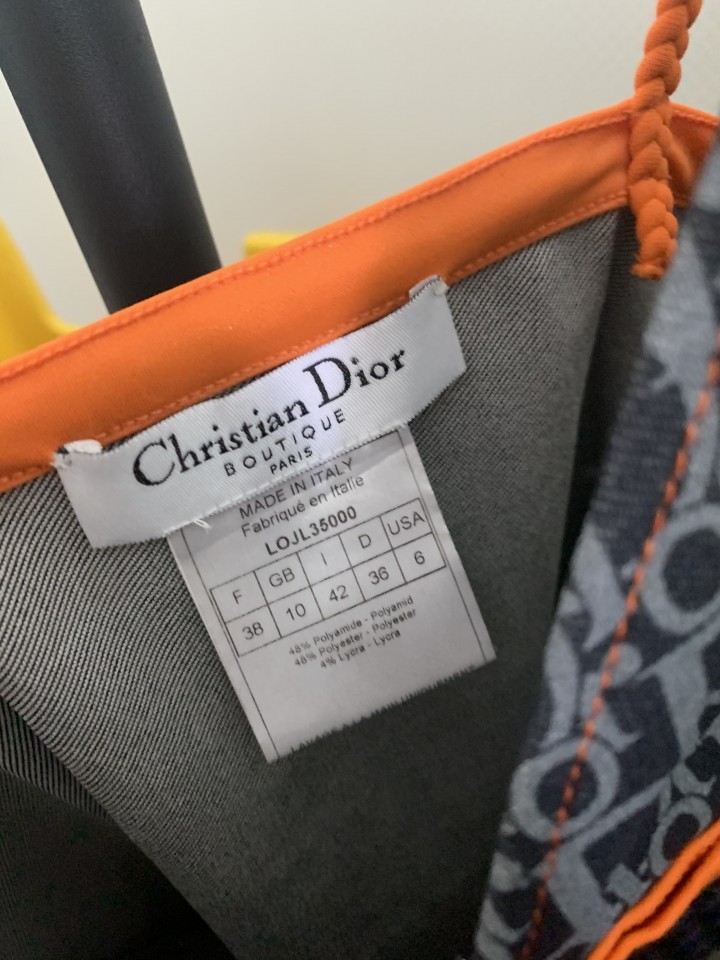 Christian Dior
BOUTIQUE
PARIS
MADE IN ITALY
Fabriqué en Italie
LOJL35000
F GB I D USA
38 10 42 36 6
48% Polyamide - Polyamid
48% Polyester - Polyester
4% Lycra - Lycra